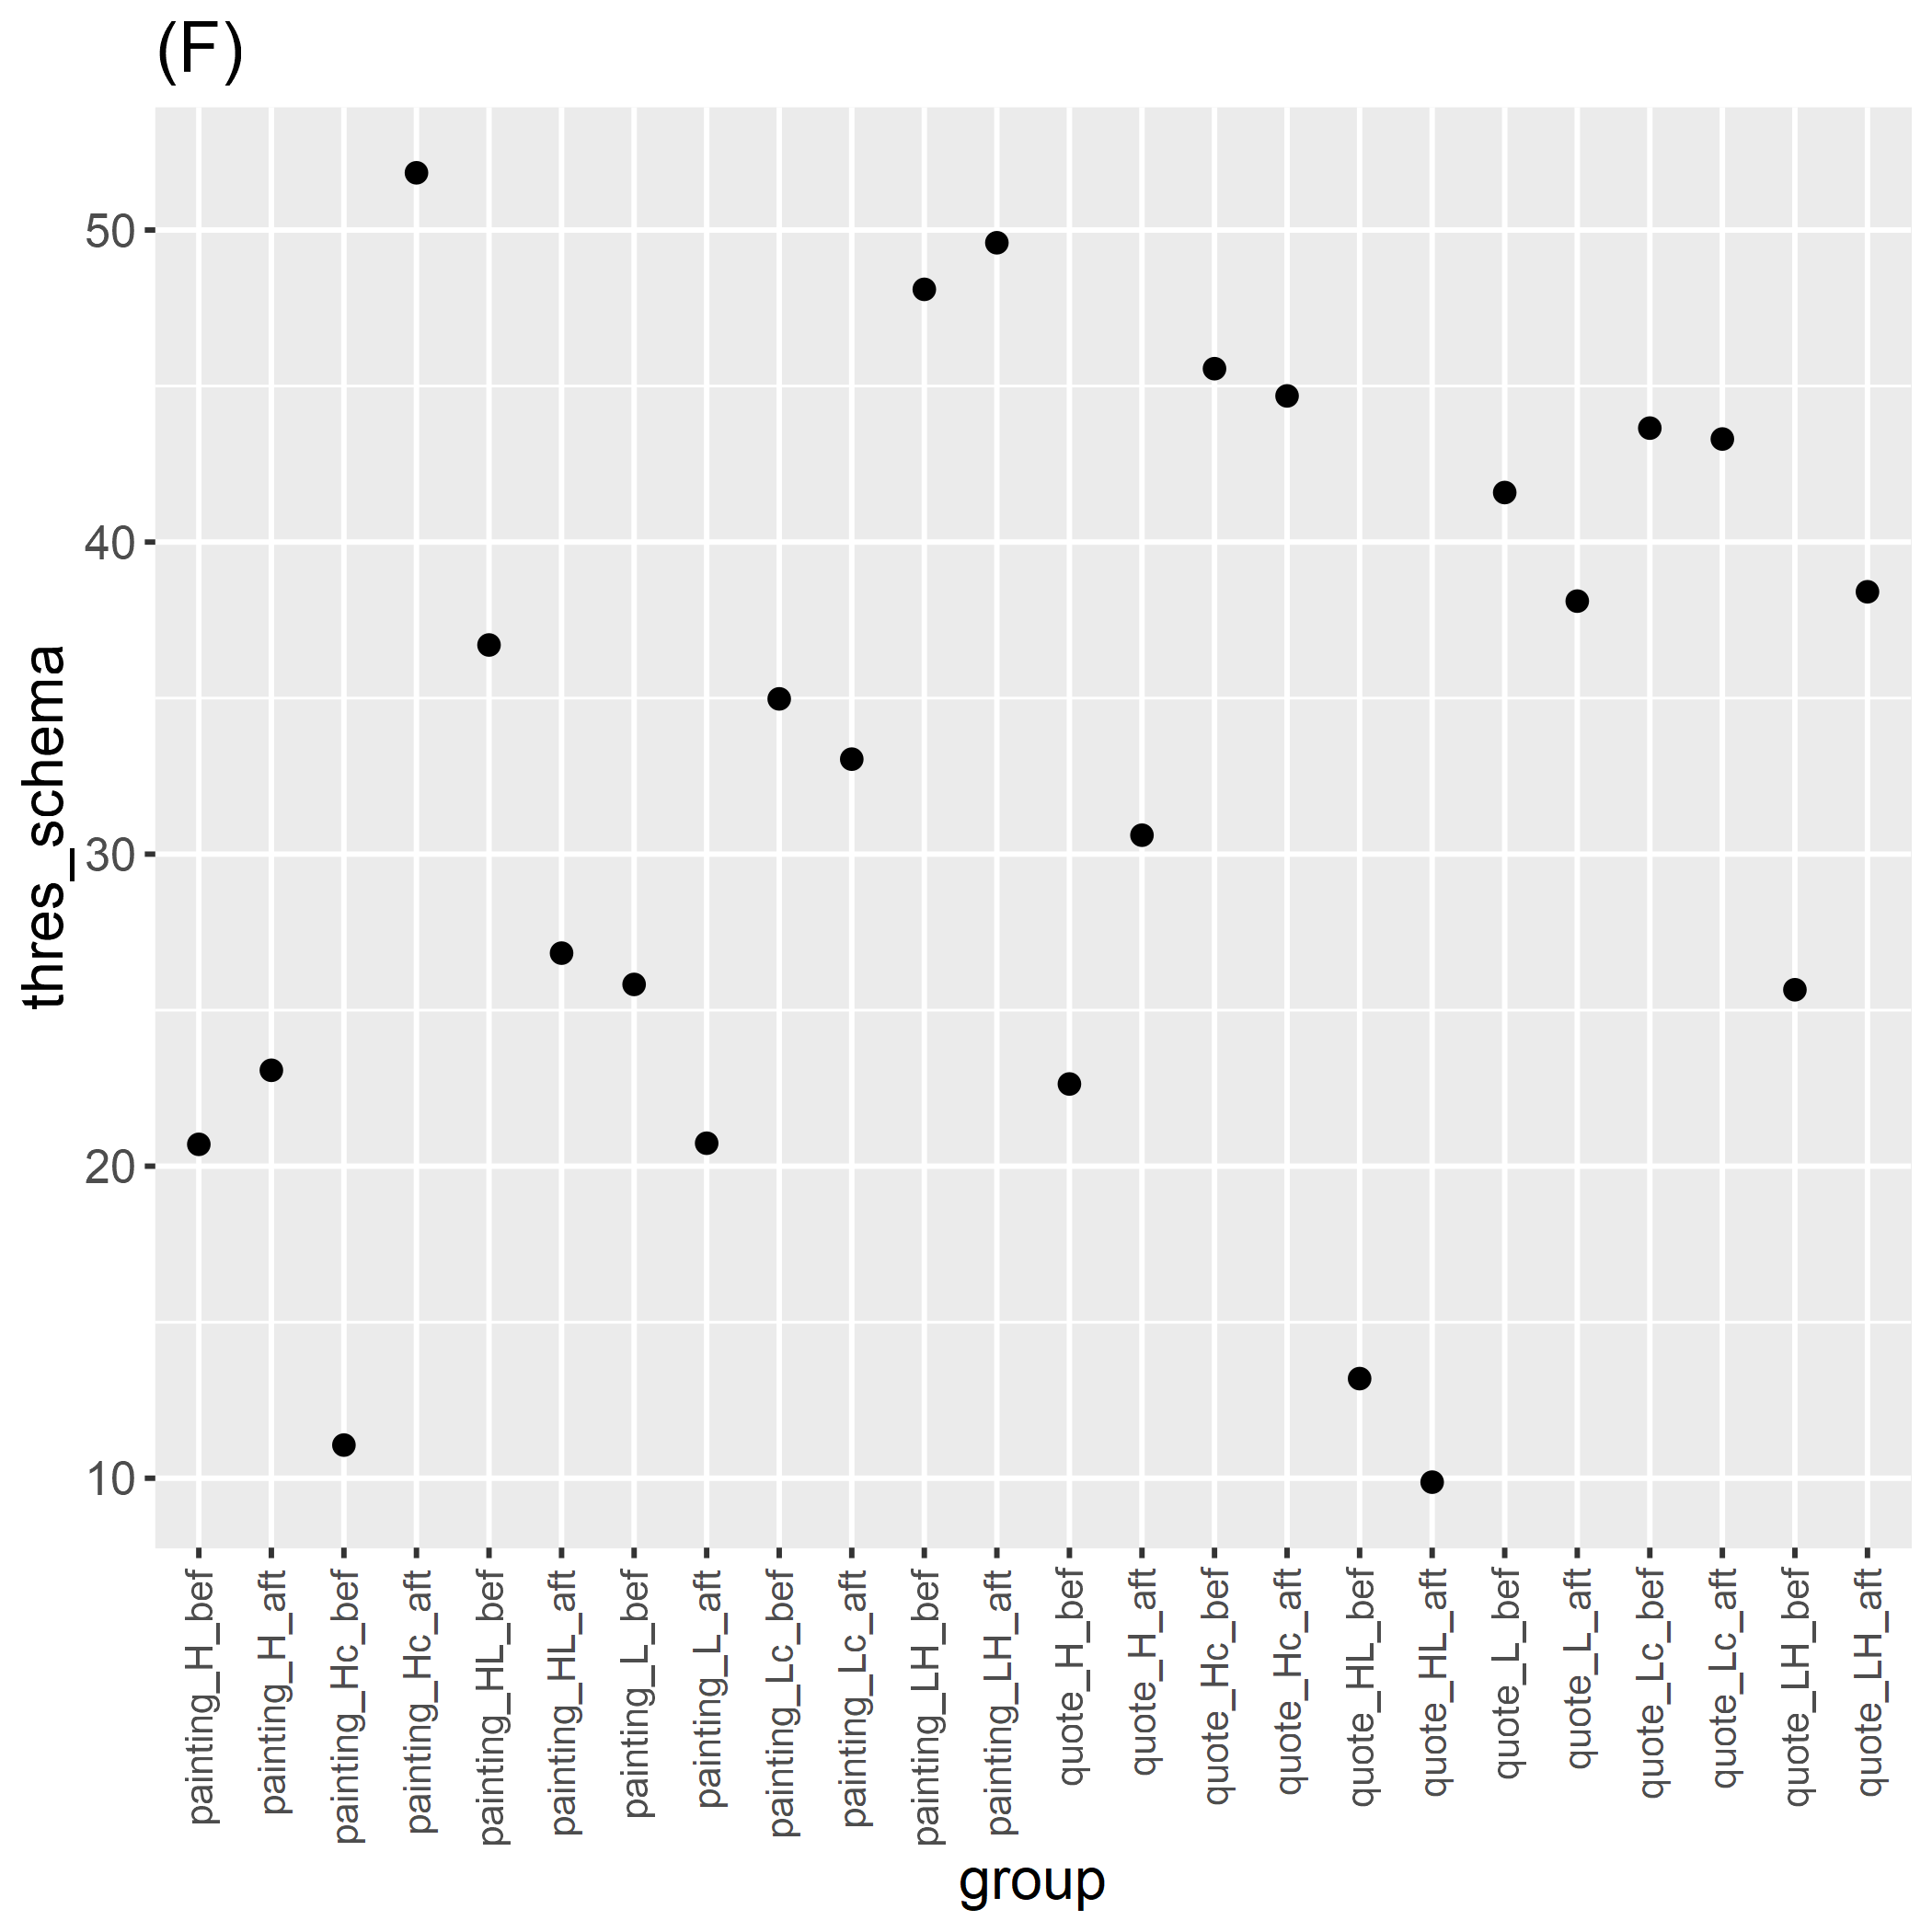 (F)
thres_schema
50
40
30
20
10
painting_H_bef
painting_H_aft
painting_Hc_bef
painting_Hc_aft
painting_HL_bef
painting_HL_aft
painting_L_bef
painting_L_aft
painting_Lc_bef
painting_Lc_aft
painting_LH_bef
painting_LH_aft
quote_H_bef
quote_H_aft
quote_Hc_bef
quote_Hc_aft
quote_HL_bef
quote_HL_aft
quote_L_bef
quote_L_aft
quote_Lc_bef
quote_Lc_aft
quote_LH_bef
quote_LH_aft
group